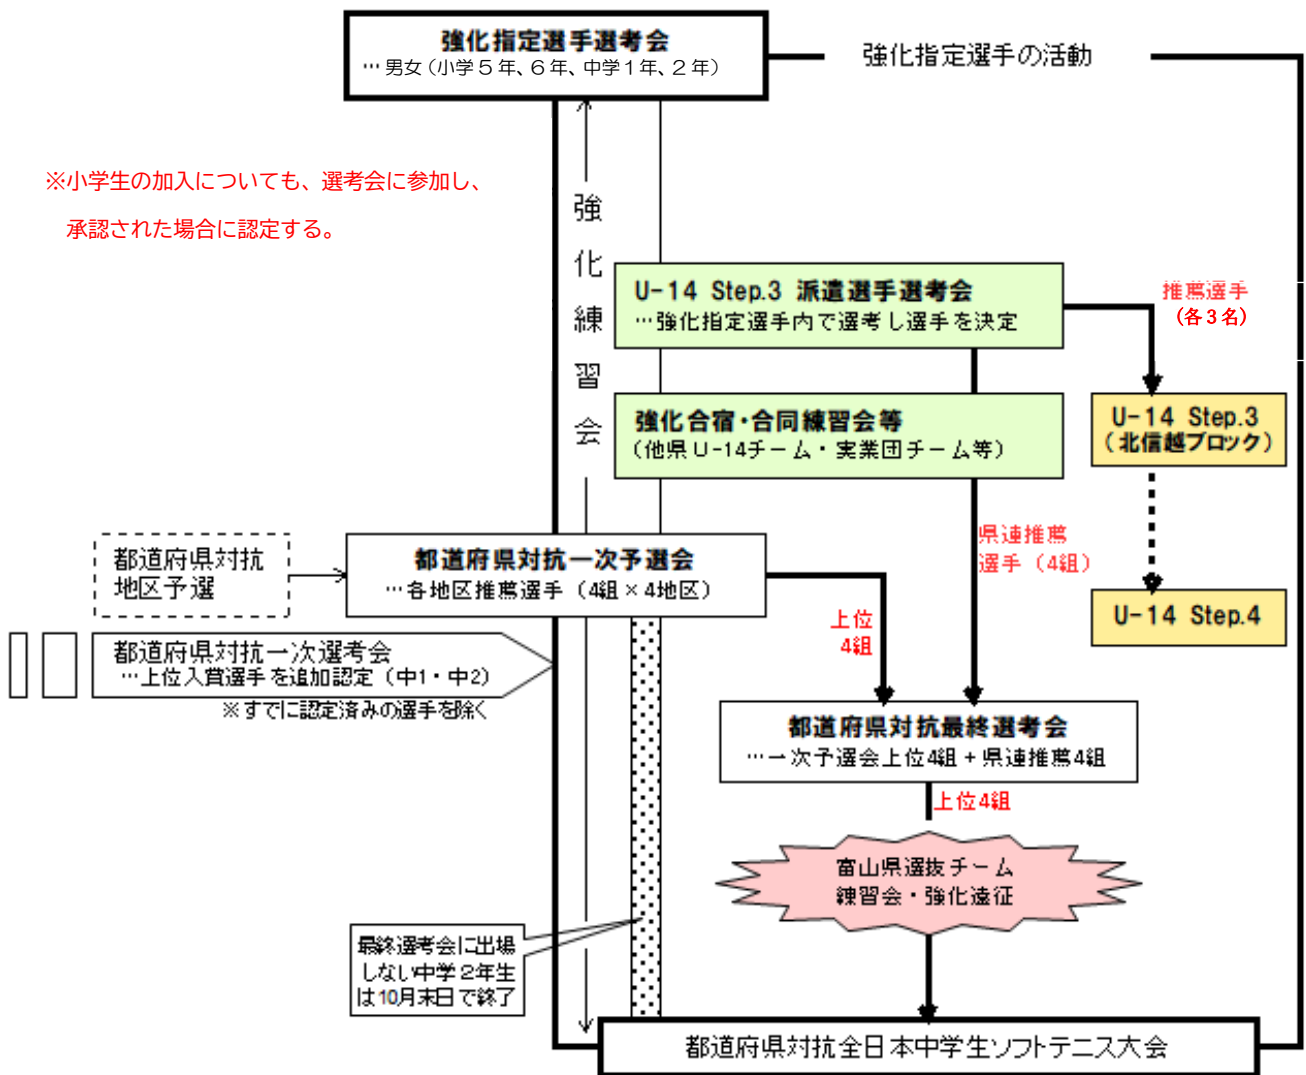 強化指定選手選考会
…男女(小学5年、6年、中学1年、2年)
強化指定選手の活動
※小学生の加入についても、選考会に参加し、
承認された場合に認定する。
強化練習会
U-14 Step.3 派遣選手選考会
…強化指定選手内で選考し選手を決定
推薦選手
(各3名)
強化合宿・合同練習会等
(他県U-14チーム・実業団チーム等)
U-14 Step.3
(北信越ブロック)
都道府県対抗
地区予選
都道府県対抗一次予選会
…各地区推薦選手(4組×4地区)
県連推薦
選手(4組)
U-14 Step.4
上位
4組
都道府県対抗一次選考会
…上位入賞選手を追加認定(中1・中2)
※すでに認定済みの選手を除く
都道府県対抗最終選考会
…一次予選会上位4組+県連推薦4組
上位4組
富山県選抜チーム
練習会・強化遠征
最終選考会に出場
しない中学2年生
は10月末日で終了
都道府県対抗全日本中学生ソフトテニス大会